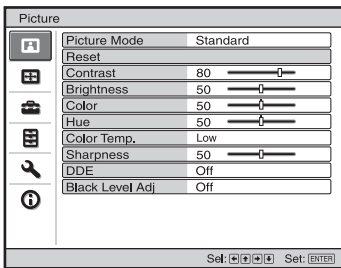 Picture
Picture Mode Standard
Reset
Contrast 80
Brightness 50
Color 50
Hue 50
Color Temp. Low
Sharpness 50
DDE Off
Black Level Adj Off
Sel: Set: ENTER